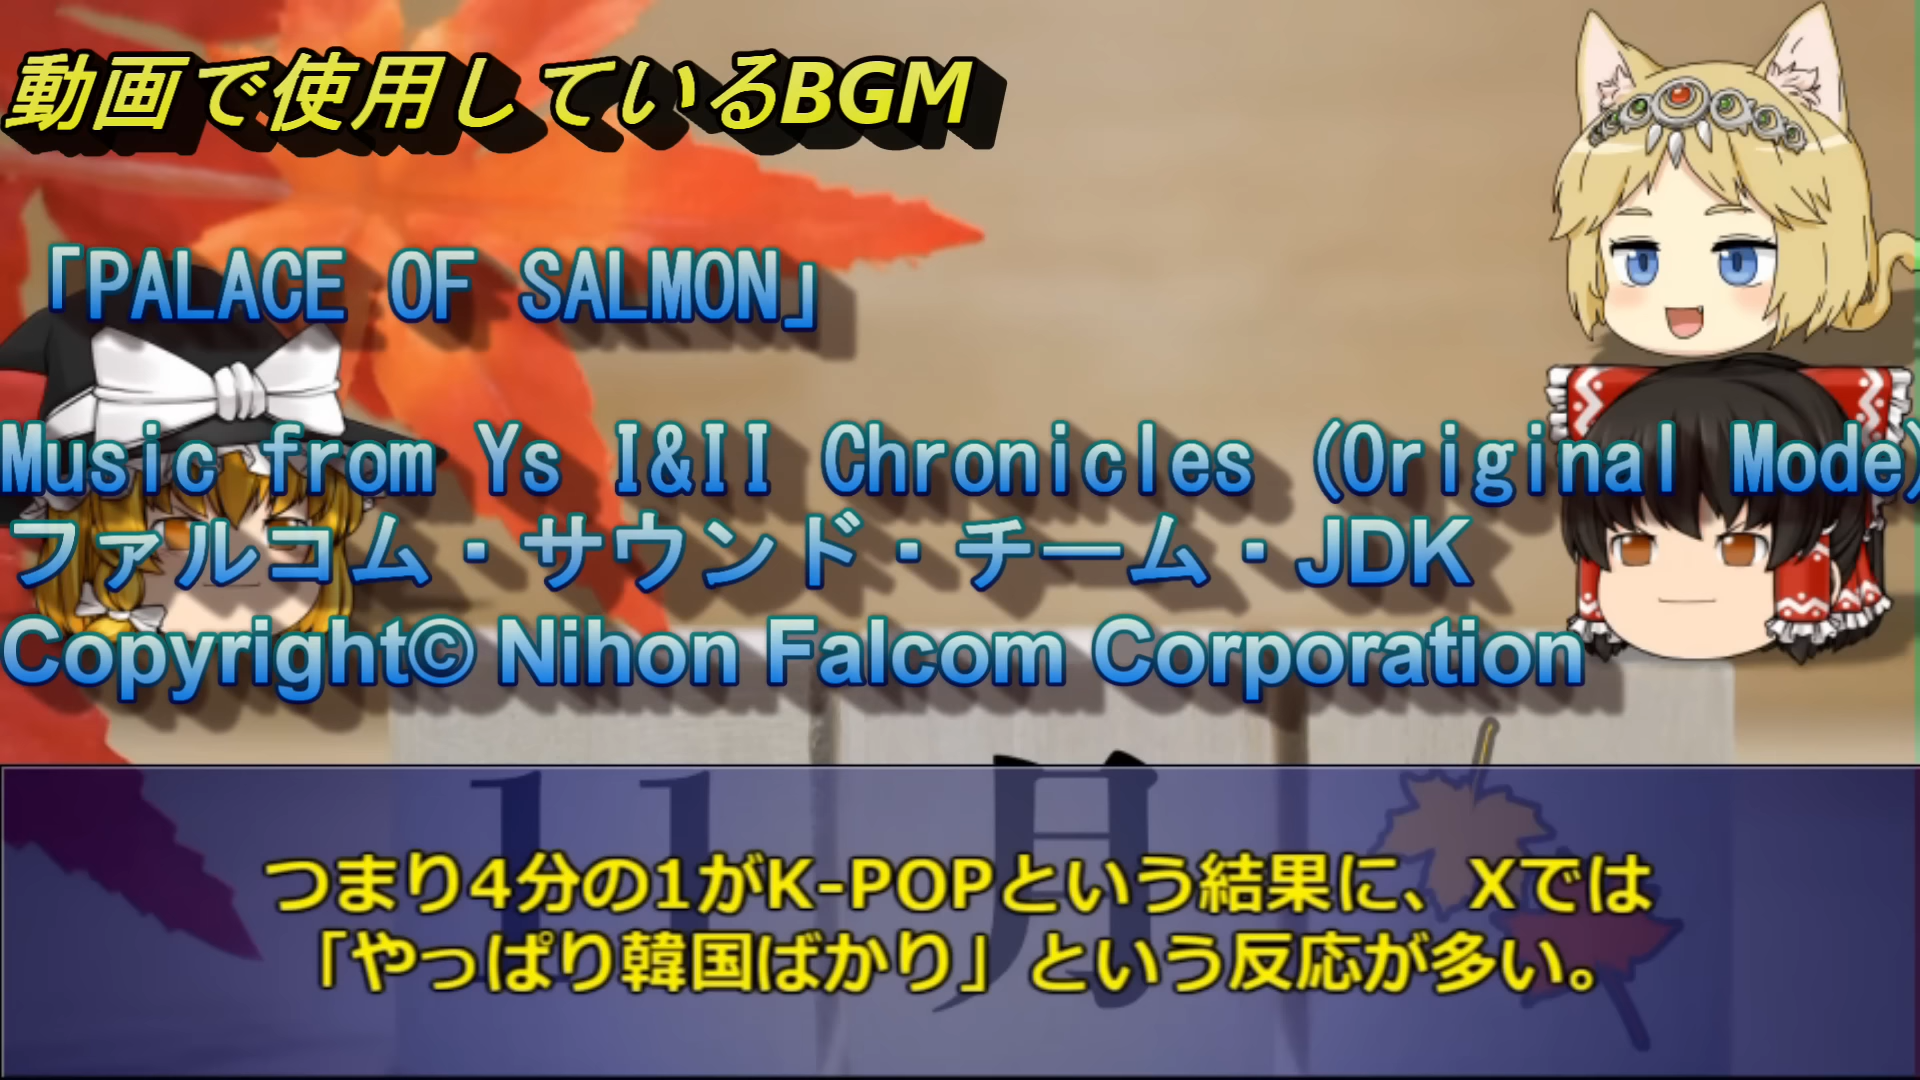 動画で使用しているBGM
「PALACE OF SALMON」
Music from Ys I&II Chronicles (Original Mode)
ファルコム・サウンド・チーム・JDK
Copyright© Nihon Falcom Corporation
11月
つまり4分の1がK-POPという結果に、Xでは
「やっぱり韓国ばかり」という反応が多い。